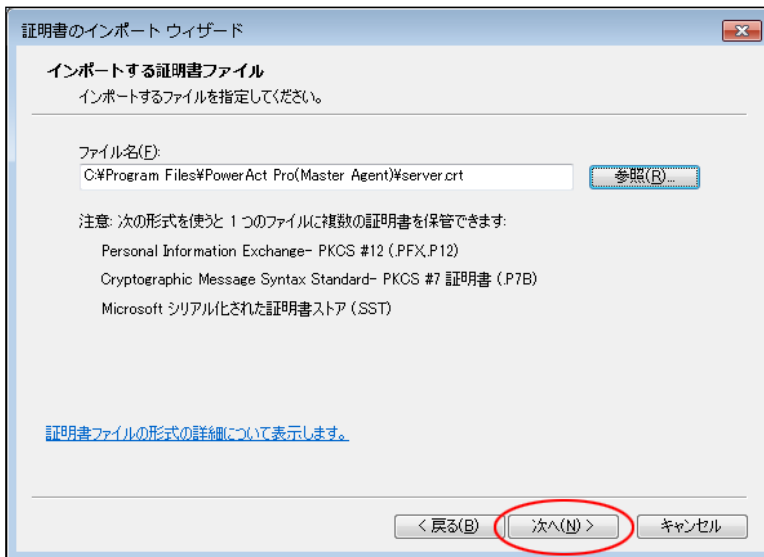 証明書のインポート ウィザード
インポートする証明書ファイル
インポートするファイルを指定してください。
ファイル名(F):
C:¥Program Files¥PowerAct Pro(Master Agent)¥server.crt
参照(R)...
注意: 次の形式を使うと 1 つのファイルに複数の証明書を保管できます:
Personal Information Exchange- PKCS #12 (.PFX,.P12)
Cryptographic Message Syntax Standard- PKCS #7 証明書 (.P7B)
Microsoft シリアル化された証明書ストア (.SST)
証明書ファイルの形式の詳細について表示します。
< 戻る(B)
次へ(N) >
キャンセル